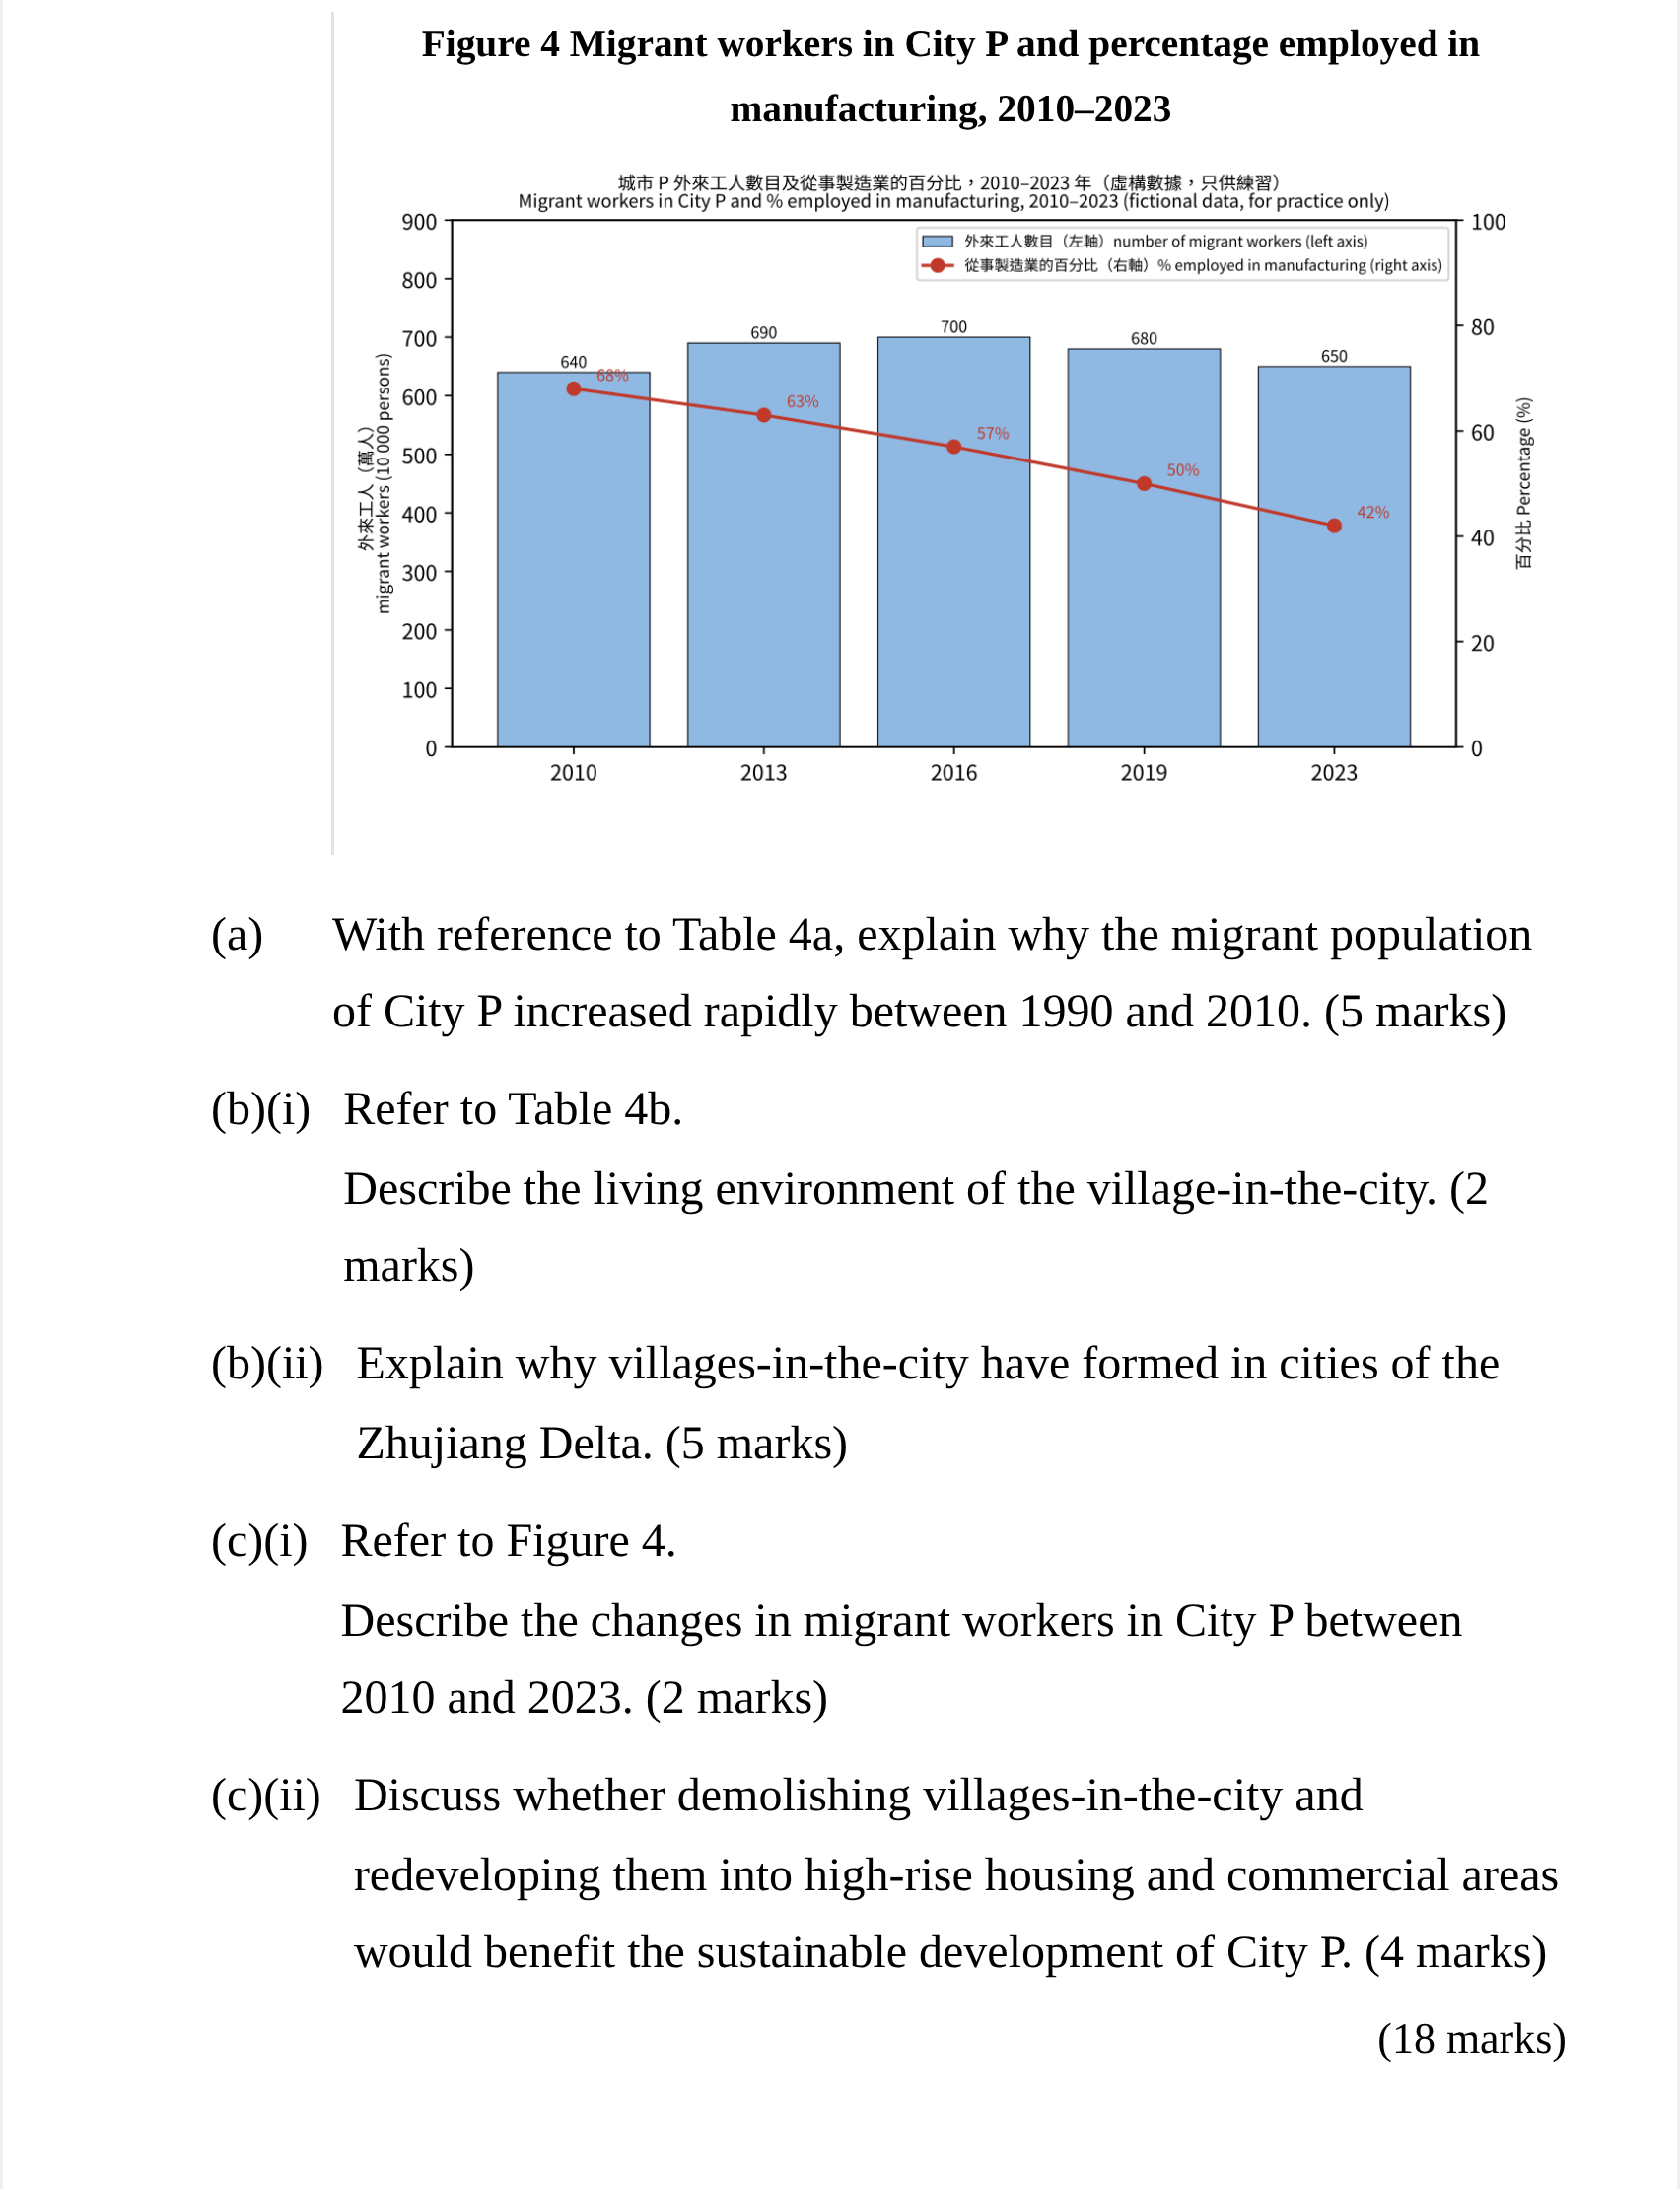 Figure 4 Migrant workers in City P and percentage employed in
manufacturing, 2010–2023
城市 P 外來工人數目及從事製造業的百分比，2010–2023 年（虛構數據，只供練習）
Migrant workers in City P and % employed in manufacturing, 2010–2023 (fictional data, for practice only)
外來工人數目（左軸）number of migrant workers (left axis)
從事製造業的百分比（右軸）% employed in manufacturing (right axis)
外來工人（萬人）
migrant workers (10 000 persons)
900
800
700
600
500
400
300
200
100
0
640
690
700
680
650
68%
63%
57%
50%
42%
100
80
60
40
20
0
百分比 Percentage (%)
2010
2013
2016
2019
2023
(a) With reference to Table 4a, explain why the migrant population
of City P increased rapidly between 1990 and 2010. (5 marks)
(b)(i) Refer to Table 4b.
Describe the living environment of the village-in-the-city. (2
marks)
(b)(ii) Explain why villages-in-the-city have formed in cities of the
Zhujiang Delta. (5 marks)
(c)(i) Refer to Figure 4.
Describe the changes in migrant workers in City P between
2010 and 2023. (2 marks)
(c)(ii) Discuss whether demolishing villages-in-the-city and
redeveloping them into high-rise housing and commercial areas
would benefit the sustainable development of City P. (4 marks)
(18 marks)